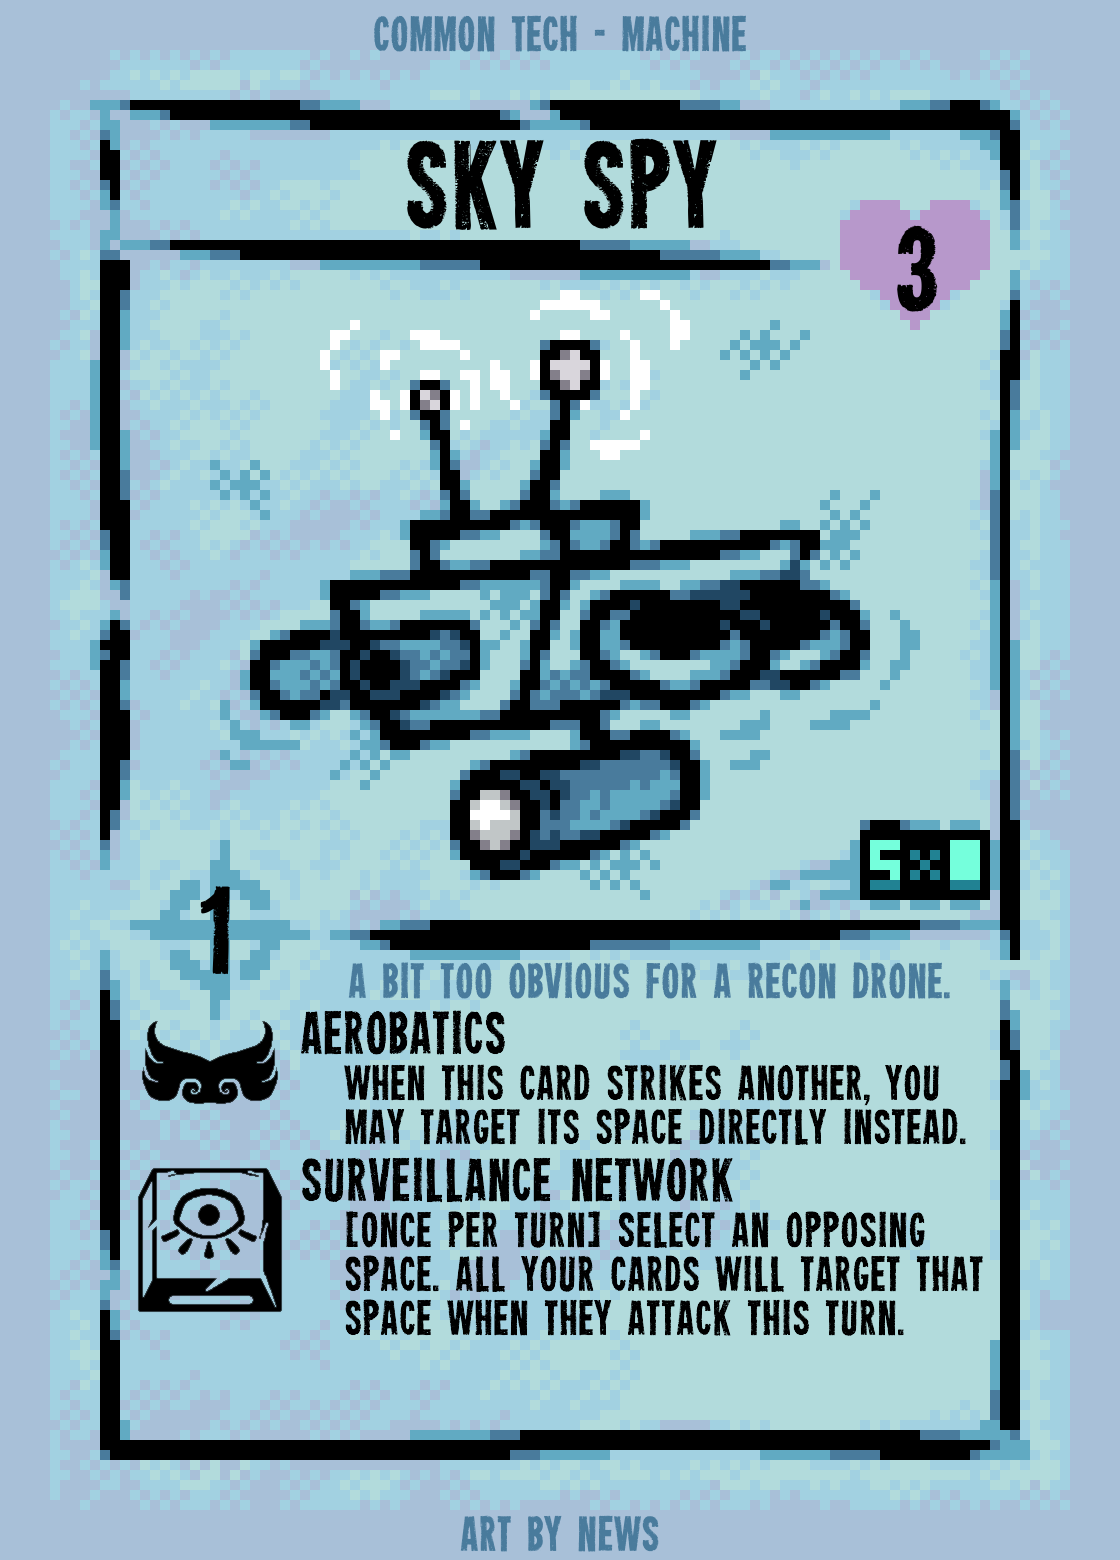 COMMON TECH - MACHINE
SKY SPY
3
5x
1
A BIT TOO OBVIOUS FOR A RECON DRONE.
AEROBATICS
WHEN THIS CARD STRIKES ANOTHER, YOU
MAY TARGET ITS SPACE DIRECTLY INSTEAD.
SURVEILLANCE NETWORK
[ONCE PER TURN] SELECT AN OPPOSING
SPACE. ALL YOUR CARDS WILL TARGET THAT
SPACE WHEN THEY ATTACK THIS TURN.
ART BY NEWS